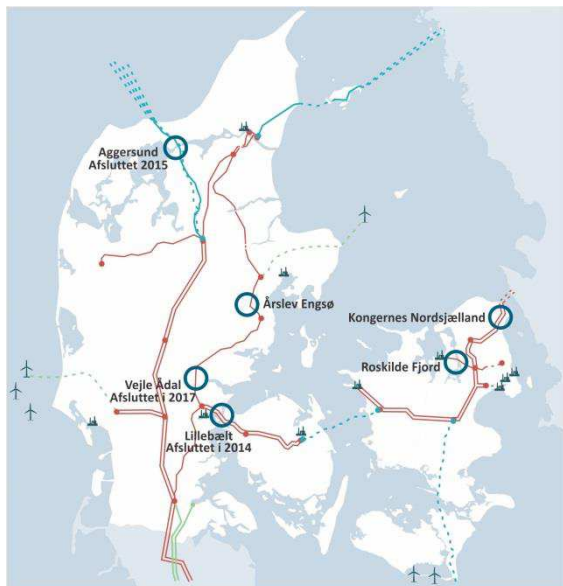 Aggersund
Afsluttet 2015
Årslev Engsø
Kongernes Nordsjælland
Roskilde Fjord
Vejle Ådal
Afsluttet i 2017
Lillebælt
Afsluttet i 2014